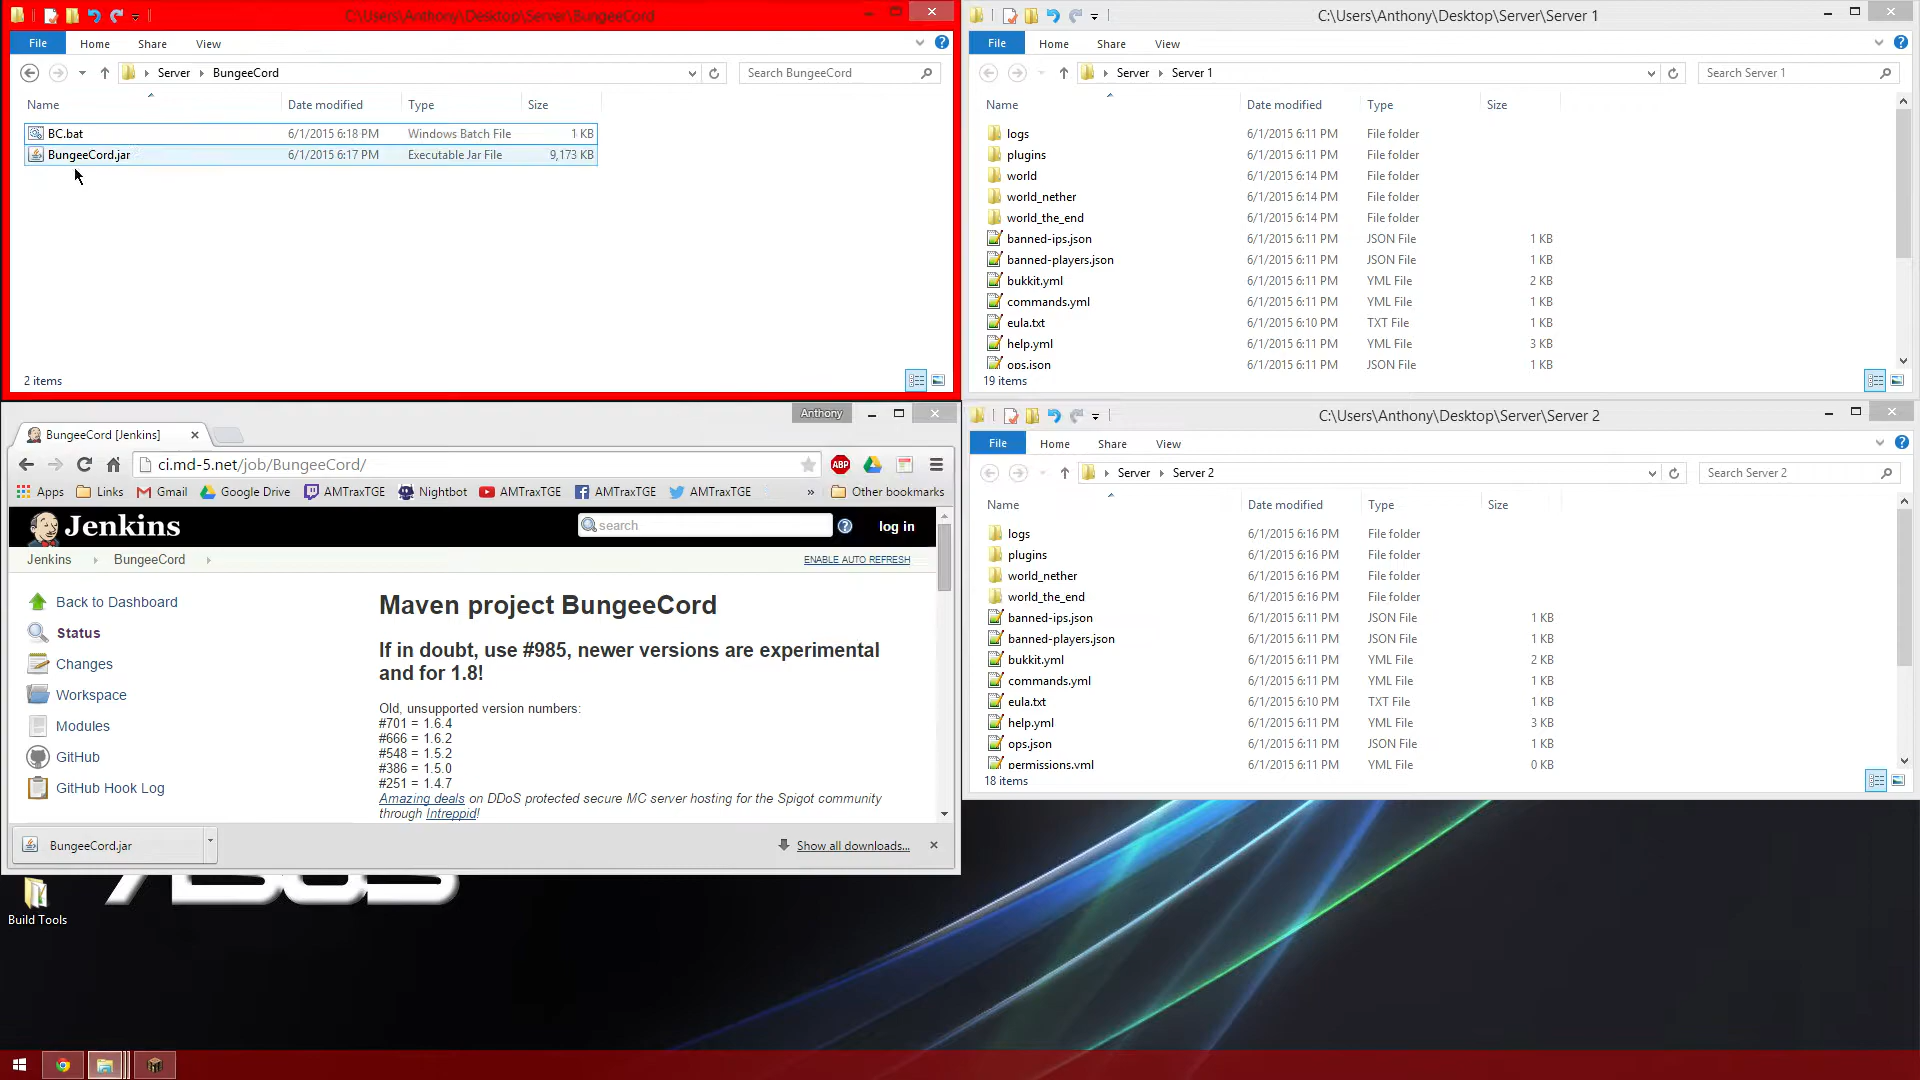 C:\Users\Anthony\Desktop\Server\BungeeCord
File Home Share View
Server BungeeCord Search BungeeCord
Name Date modified Type Size
BC.bat 6/1/2015 6:18 PM Windows Batch File 1 KB
BungeeCord.jar 6/1/2015 6:17 PM Executable Jar File 9,173 KB
2 items
C:\Users\Anthony\Desktop\Server\Server 1
File Home Share View
Server Server 1 Search Server 1
Name Date modified Type Size
logs 6/1/2015 6:11 PM File folder
plugins 6/1/2015 6:11 PM File folder
world 6/1/2015 6:14 PM File folder
world_nether 6/1/2015 6:14 PM File folder
world_the_end 6/1/2015 6:14 PM File folder
banned-ips.json 6/1/2015 6:11 PM JSON File 1 KB
banned-players.json 6/1/2015 6:11 PM JSON File 1 KB
bukkit.yml 6/1/2015 6:11 PM YML File 2 KB
commands.yml 6/1/2015 6:11 PM YML File 1 KB
eula.txt 6/1/2015 6:10 PM TXT File 1 KB
help.yml 6/1/2015 6:11 PM YML File 3 KB
ops.json 6/1/2015 6:11 PM JSON File 1 KB
19 items
Anthony
BungeeCord [Jenkins]
ci.md-5.net/job/BungeeCord/ ABP
Apps Links Gmail Google Drive AMTraxTGE Nightbot AMTraxTGE AMTraxTGE AMTraxTGE » Other bookmarks
Jenkins search log in
Jenkins BungeeCord ENABLE AUTO REFRESH
Back to Dashboard
Status
Changes
Workspace
Modules
GitHub
GitHub Hook Log
Maven project BungeeCord
If in doubt, use #985, newer versions are experimental
and for 1.8!
Old, unsupported version numbers:
#701 = 1.6.4
#666 = 1.6.2
#548 = 1.5.2
#386 = 1.5.0
#251 = 1.4.7
Amazing deals on DDoS protected secure MC server hosting for the Spigot community
through Intreppid!
BungeeCord.jar Show all downloads...
C:\Users\Anthony\Desktop\Server\Server 2
File Home Share View
Server Server 2 Search Server 2
Name Date modified Type Size
logs 6/1/2015 6:16 PM File folder
plugins 6/1/2015 6:16 PM File folder
world_nether 6/1/2015 6:16 PM File folder
world_the_end 6/1/2015 6:16 PM File folder
banned-ips.json 6/1/2015 6:11 PM JSON File 1 KB
banned-players.json 6/1/2015 6:11 PM JSON File 1 KB
bukkit.yml 6/1/2015 6:11 PM YML File 2 KB
commands.yml 6/1/2015 6:11 PM YML File 1 KB
eula.txt 6/1/2015 6:10 PM TXT File 1 KB
help.yml 6/1/2015 6:11 PM YML File 3 KB
ops.json 6/1/2015 6:11 PM JSON File 1 KB
permissions.yml 6/1/2015 6:11 PM YML File 0 KB
18 items
ASUS
Build Tools